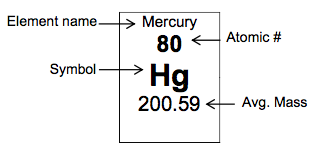 Element name
Mercury
80
Atomic #
Symbol
Hg
200.59
Avg. Mass